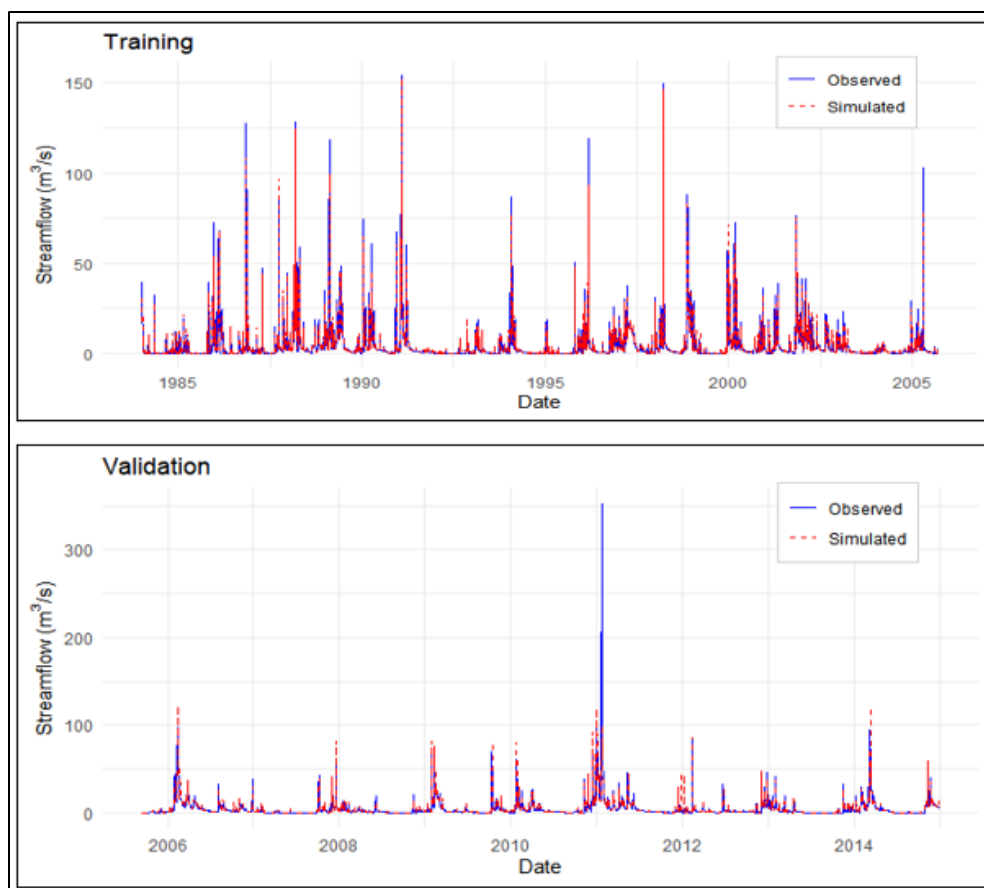 Training
Observed
Simulated
Streamflow (m³/s)
150
100
50
0
1985 1990 1995 2000 2005
Date
Validation
Observed
Simulated
Streamflow (m³/s)
300
200
100
0
2006 2008 2010 2012 2014
Date